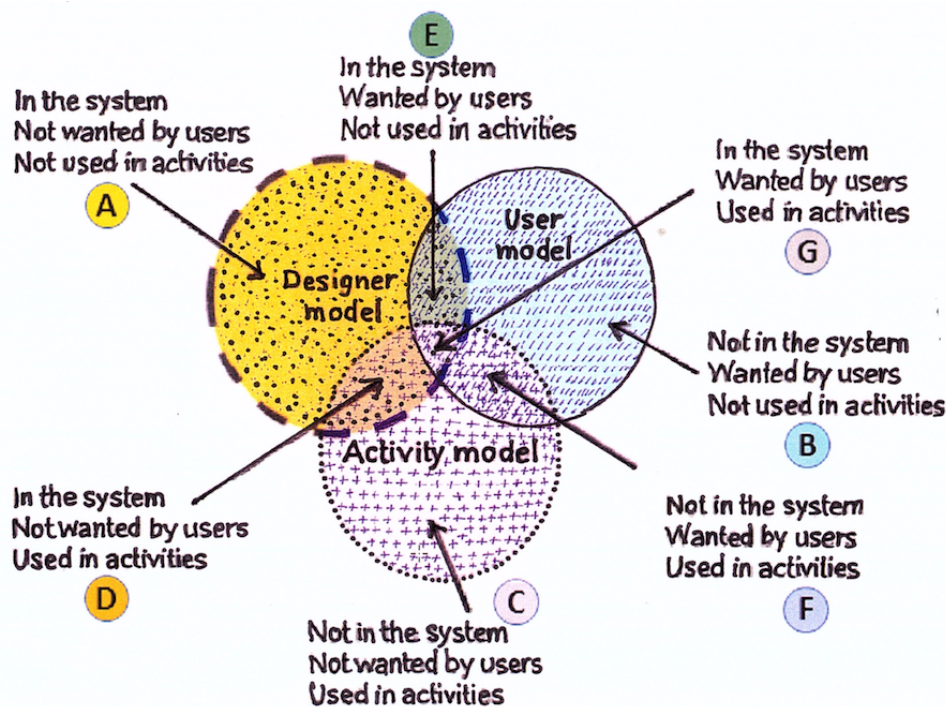 E
In the system
Wanted by users
Not used in activities
In the system
Not wanted by users
Not used in activities
A
In the system
Wanted by users
Used in activities
G
User
model
Designer
model
Not in the system
Wanted by users
Not used in activities
B
Activity model
In the system
Not wanted by users
Used in activities
D
Not in the system
Wanted by users
Used in activities
F
C
Not in the system
Not wanted by users
Used in activities